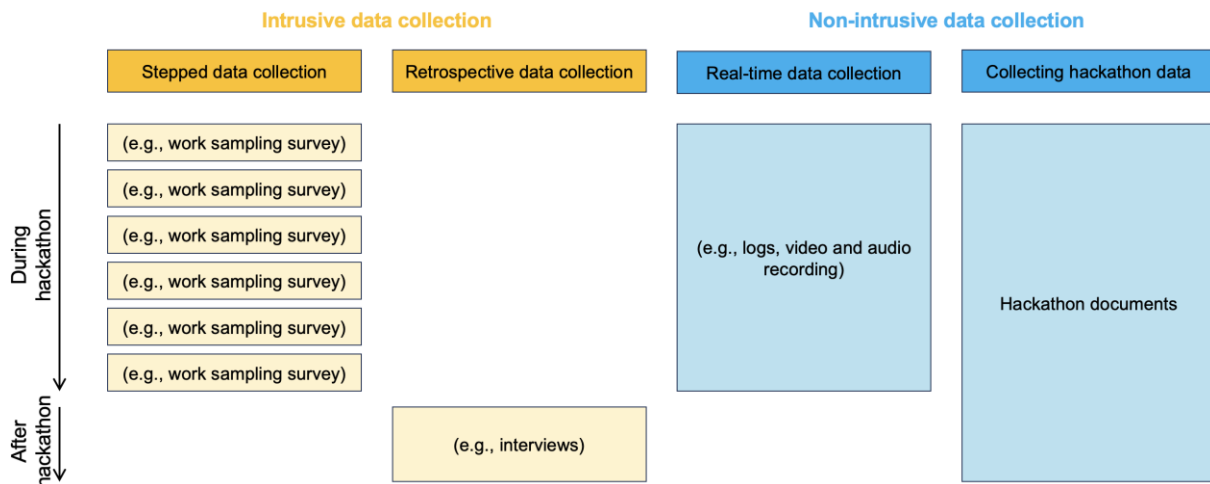 Intrusive data collection
Non-intrusive data collection
Stepped data collection
Retrospective data collection
Real-time data collection
Collecting hackathon data
During
hackathon
(e.g., work sampling survey)
(e.g., work sampling survey)
(e.g., work sampling survey)
(e.g., work sampling survey)
(e.g., work sampling survey)
(e.g., work sampling survey)
(e.g., logs, video and audio
recording)
Hackathon documents
After
hackathon
(e.g., interviews)